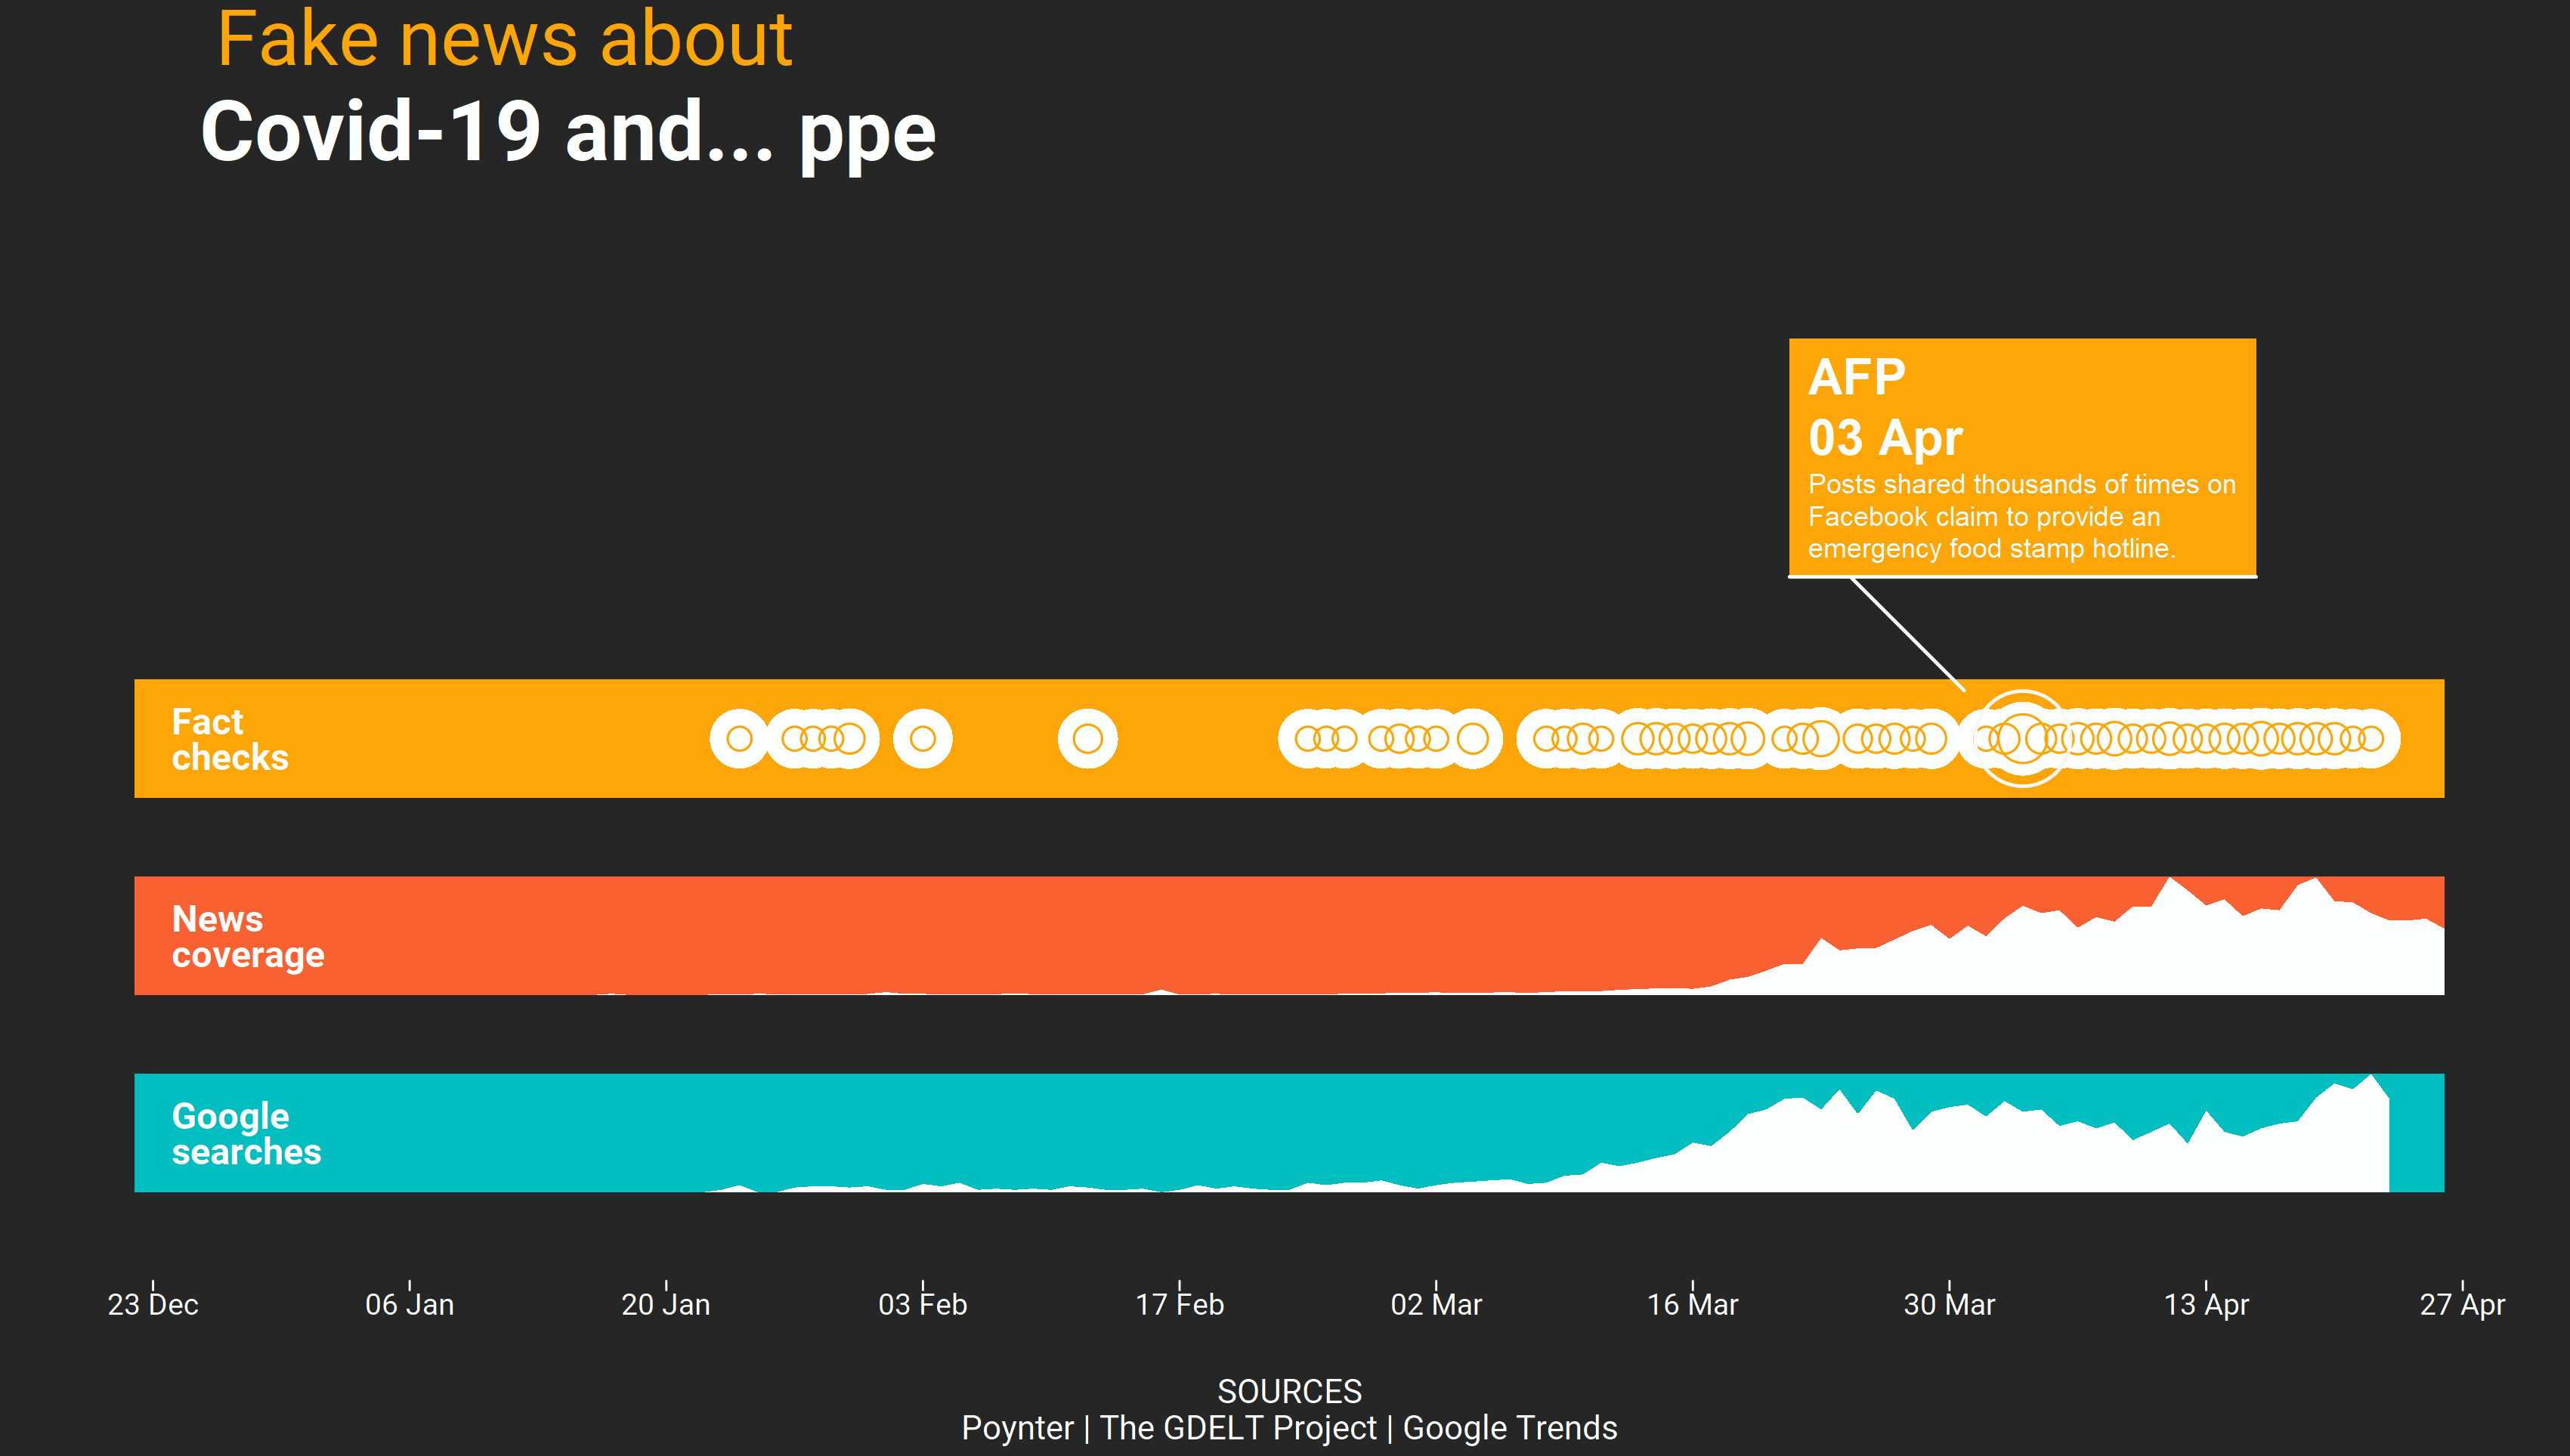 Fake news about
Covid-19 and... ppe
AFP
03 Apr
Posts shared thousands of times on
Facebook claim to provide an
emergency food stamp hotline.
Fact
checks
News
coverage
Google
searches
23 Dec
06 Jan
20 Jan
03 Feb
17 Feb
02 Mar
16 Mar
30 Mar
13 Apr
27 Apr
SOURCES
Poynter | The GDELT Project | Google Trends